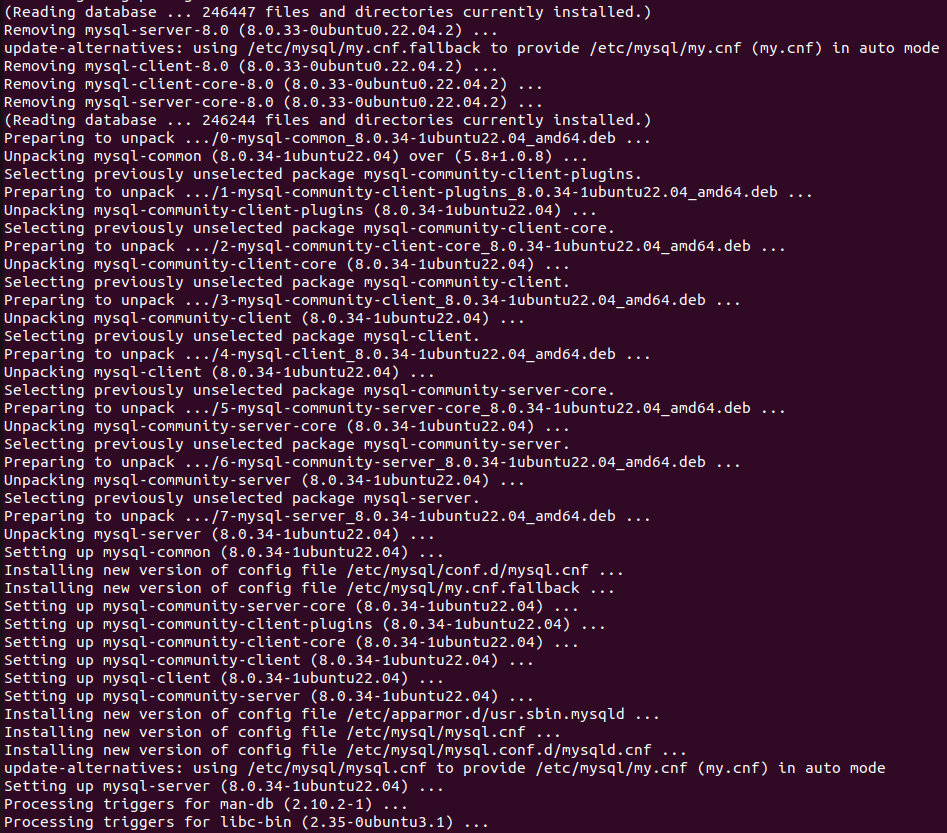 (Reading database ... 246447 files and directories currently installed.)
Removing mysql-server-8.0 (8.0.33-0ubuntu0.22.04.2) ...
update-alternatives: using /etc/mysql/my.cnf.fallback to provide /etc/mysql/my.cnf (my.cnf) in auto mode
Removing mysql-client-8.0 (8.0.33-0ubuntu0.22.04.2) ...
Removing mysql-client-core-8.0 (8.0.33-0ubuntu0.22.04.2) ...
Removing mysql-server-core-8.0 (8.0.33-0ubuntu0.22.04.2) ...
(Reading database ... 246244 files and directories currently installed.)
Preparing to unpack .../0-mysql-common_8.0.34-1ubuntu22.04_amd64.deb ...
Unpacking mysql-common (8.0.34-1ubuntu22.04) over (5.8+1.0.8) ...
Selecting previously unselected package mysql-community-client-plugins.
Preparing to unpack .../1-mysql-community-client-plugins_8.0.34-1ubuntu22.04_amd64.deb ...
Unpacking mysql-community-client-plugins (8.0.34-1ubuntu22.04) ...
Selecting previously unselected package mysql-community-client-core.
Preparing to unpack .../2-mysql-community-client-core_8.0.34-1ubuntu22.04_amd64.deb ...
Unpacking mysql-community-client-core (8.0.34-1ubuntu22.04) ...
Selecting previously unselected package mysql-community-client.
Preparing to unpack .../3-mysql-community-client_8.0.34-1ubuntu22.04_amd64.deb ...
Unpacking mysql-community-client (8.0.34-1ubuntu22.04) ...
Selecting previously unselected package mysql-client.
Preparing to unpack .../4-mysql-client_8.0.34-1ubuntu22.04_amd64.deb ...
Unpacking mysql-client (8.0.34-1ubuntu22.04) ...
Selecting previously unselected package mysql-community-server-core.
Preparing to unpack .../5-mysql-community-server-core_8.0.34-1ubuntu22.04_amd64.deb ...
Unpacking mysql-community-server-core (8.0.34-1ubuntu22.04) ...
Selecting previously unselected package mysql-community-server.
Preparing to unpack .../6-mysql-community-server_8.0.34-1ubuntu22.04_amd64.deb ...
Unpacking mysql-community-server (8.0.34-1ubuntu22.04) ...
Selecting previously unselected package mysql-server.
Preparing to unpack .../7-mysql-server_8.0.34-1ubuntu22.04_amd64.deb ...
Unpacking mysql-server (8.0.34-1ubuntu22.04) ...
Setting up mysql-common (8.0.34-1ubuntu22.04) ...
Installing new version of config file /etc/mysql/conf.d/mysql.cnf ...
Installing new version of config file /etc/mysql/my.cnf.fallback ...
Setting up mysql-community-server-core (8.0.34-1ubuntu22.04) ...
Setting up mysql-community-client-plugins (8.0.34-1ubuntu22.04) ...
Setting up mysql-community-client-core (8.0.34-1ubuntu22.04) ...
Setting up mysql-community-client (8.0.34-1ubuntu22.04) ...
Setting up mysql-client (8.0.34-1ubuntu22.04) ...
Setting up mysql-community-server (8.0.34-1ubuntu22.04) ...
Installing new version of config file /etc/apparmor.d/usr.sbin.mysqld ...
Installing new version of config file /etc/mysql/mysql.cnf ...
Installing new version of config file /etc/mysql/mysql.conf.d/mysqld.cnf ...
update-alternatives: using /etc/mysql/mysql.cnf to provide /etc/mysql/my.cnf (my.cnf) in auto mode
Setting up mysql-server (8.0.34-1ubuntu22.04) ...
Processing triggers for man-db (2.10.2-1) ...
Processing triggers for libc-bin (2.35-0ubuntu3.1) ...